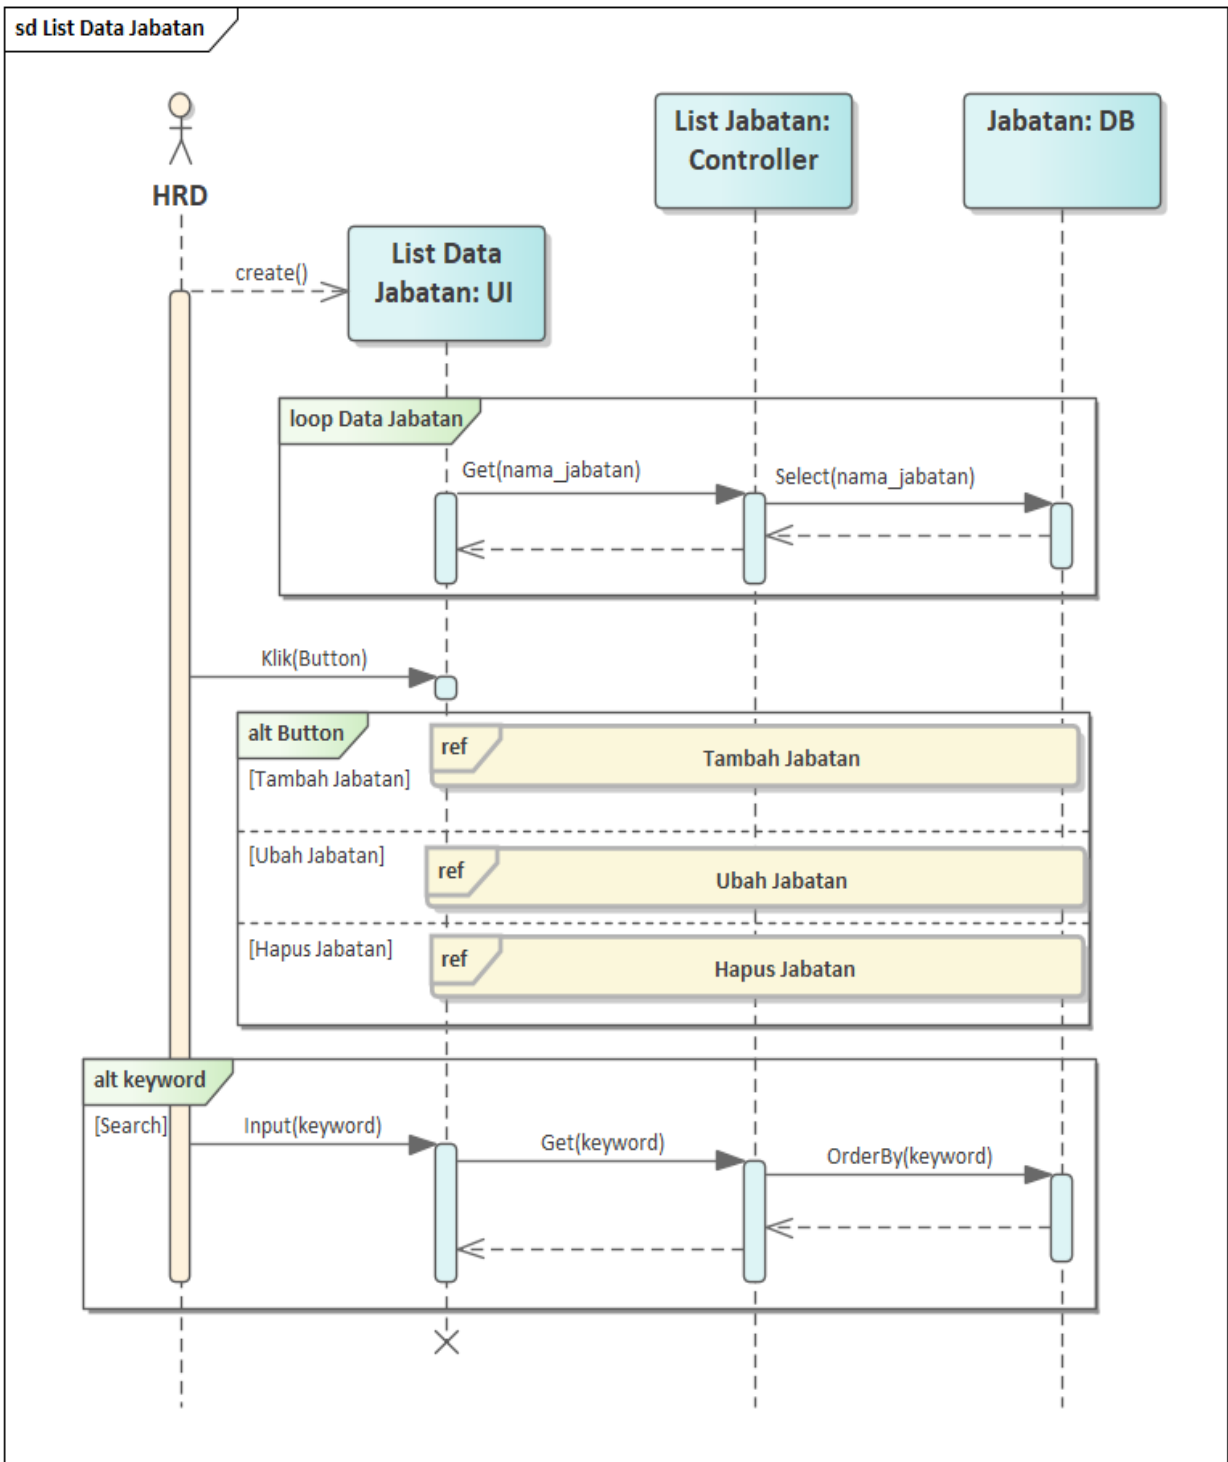 sd List Data Jabatan
HRD
List Jabatan:
Controller
Jabatan: DB
List Data
Jabatan: UI
create()
loop Data Jabatan
Get(nama_jabatan)
Select(nama_jabatan)
Klik(Button)
alt Button
ref
Tambah Jabatan
[Tambah Jabatan]
[Ubah Jabatan]
ref
Ubah Jabatan
[Hapus Jabatan]
ref
Hapus Jabatan
alt keyword
[Search]
Input(keyword)
Get(keyword)
OrderBy(keyword)